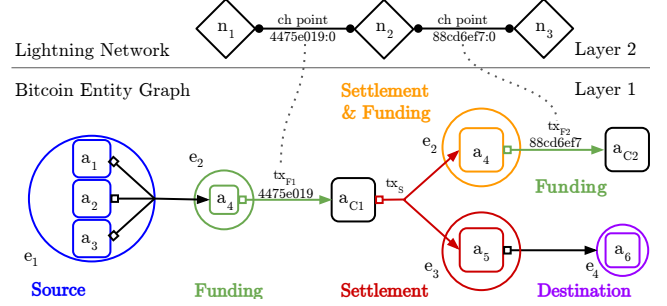 n1 ch point n2 ch point n3
4475e019:0 88cd6ef7:0
Lightning Network Layer 2
Bitcoin Entity Graph Layer 1
Settlement
& Funding
a1 a2 a3 e1
e2 a4
txF1
4475e019
aC1 txS
e2 a4
txF2
88cd6ef7
aC2
Funding
e3 a5
e4 a6
Source Funding Settlement Destination